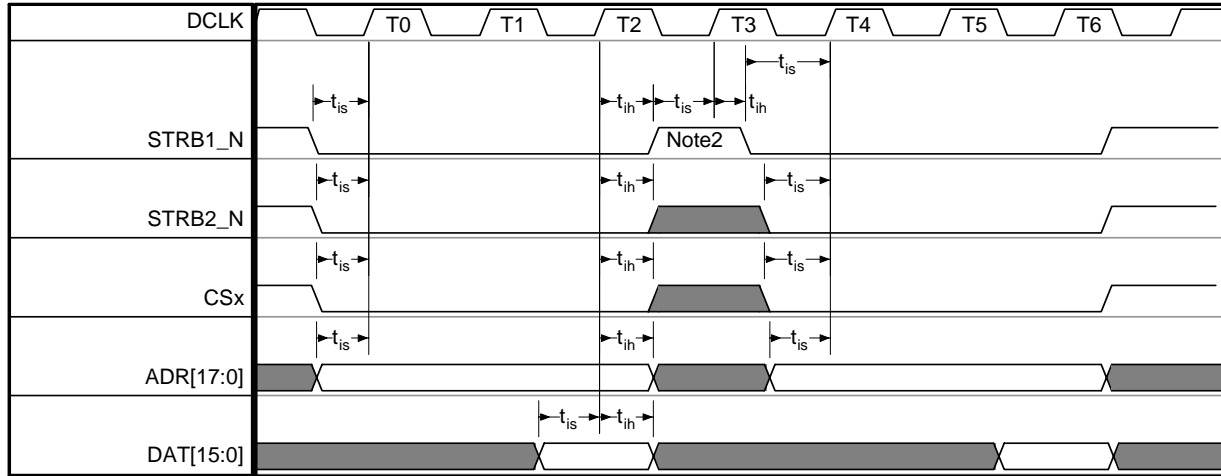 DCLK T0 T1 T2 T3 T4 T5 T6
tis
tis tih tis tih
STRB1_N Note2
tis tih tis
STRB2_N
tis tih tis
CSx
tis tih tis
ADR[17:0]
tis tih
DAT[15:0]